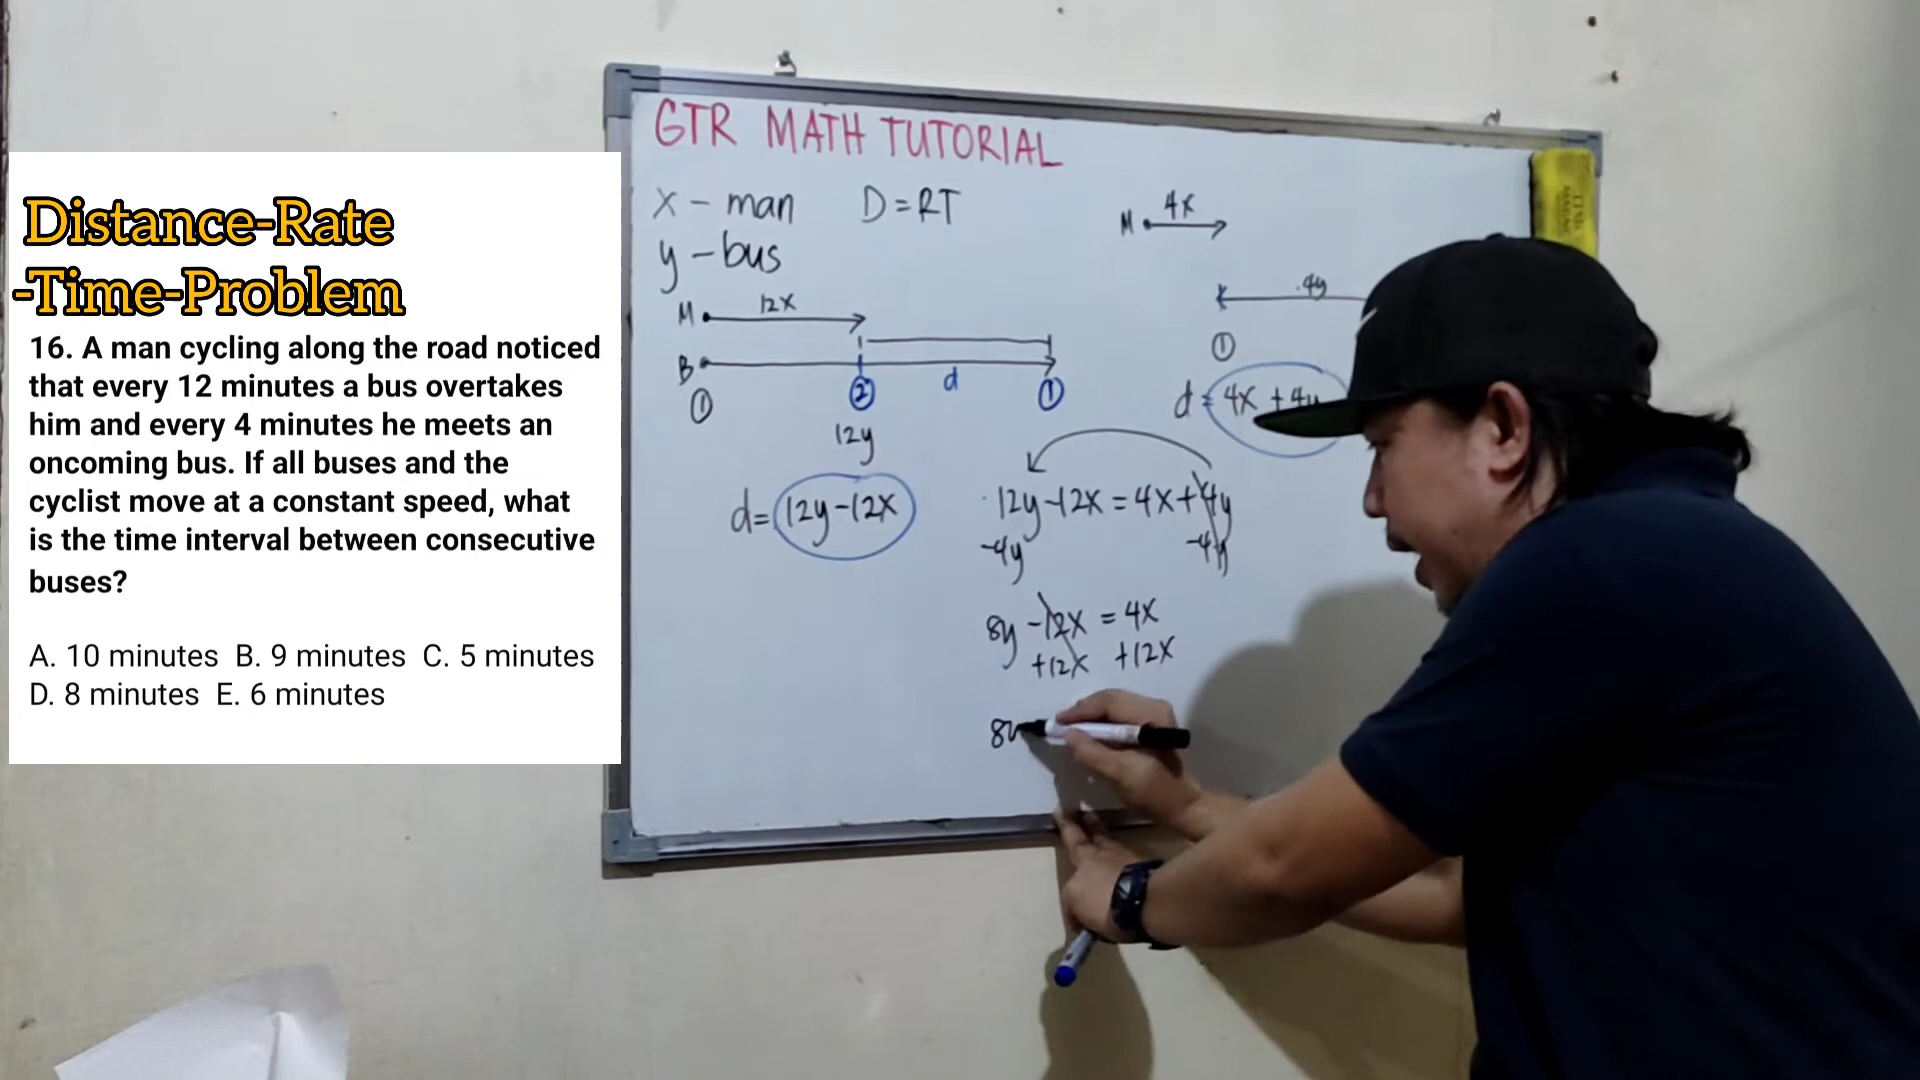 Distance-Rate
-Time-Problem
16. A man cycling along the road noticed
that every 12 minutes a bus overtakes
him and every 4 minutes he meets an
oncoming bus. If all buses and the
cyclist move at a constant speed, what
is the time interval between consecutive
buses?
A. 10 minutes B. 9 minutes C. 5 minutes
D. 8 minutes E. 6 minutes
GTR MATH TUTORIAL
x - man D = RT
y - bus
M 12x
B d
① ② ①
12y
d = 12y - 12x
M 4x
4y
①
d = 4x + 4y
12y - 12x = 4x + 4y
-4y -4y
8y - 12x = 4x
+12x +12x
8y